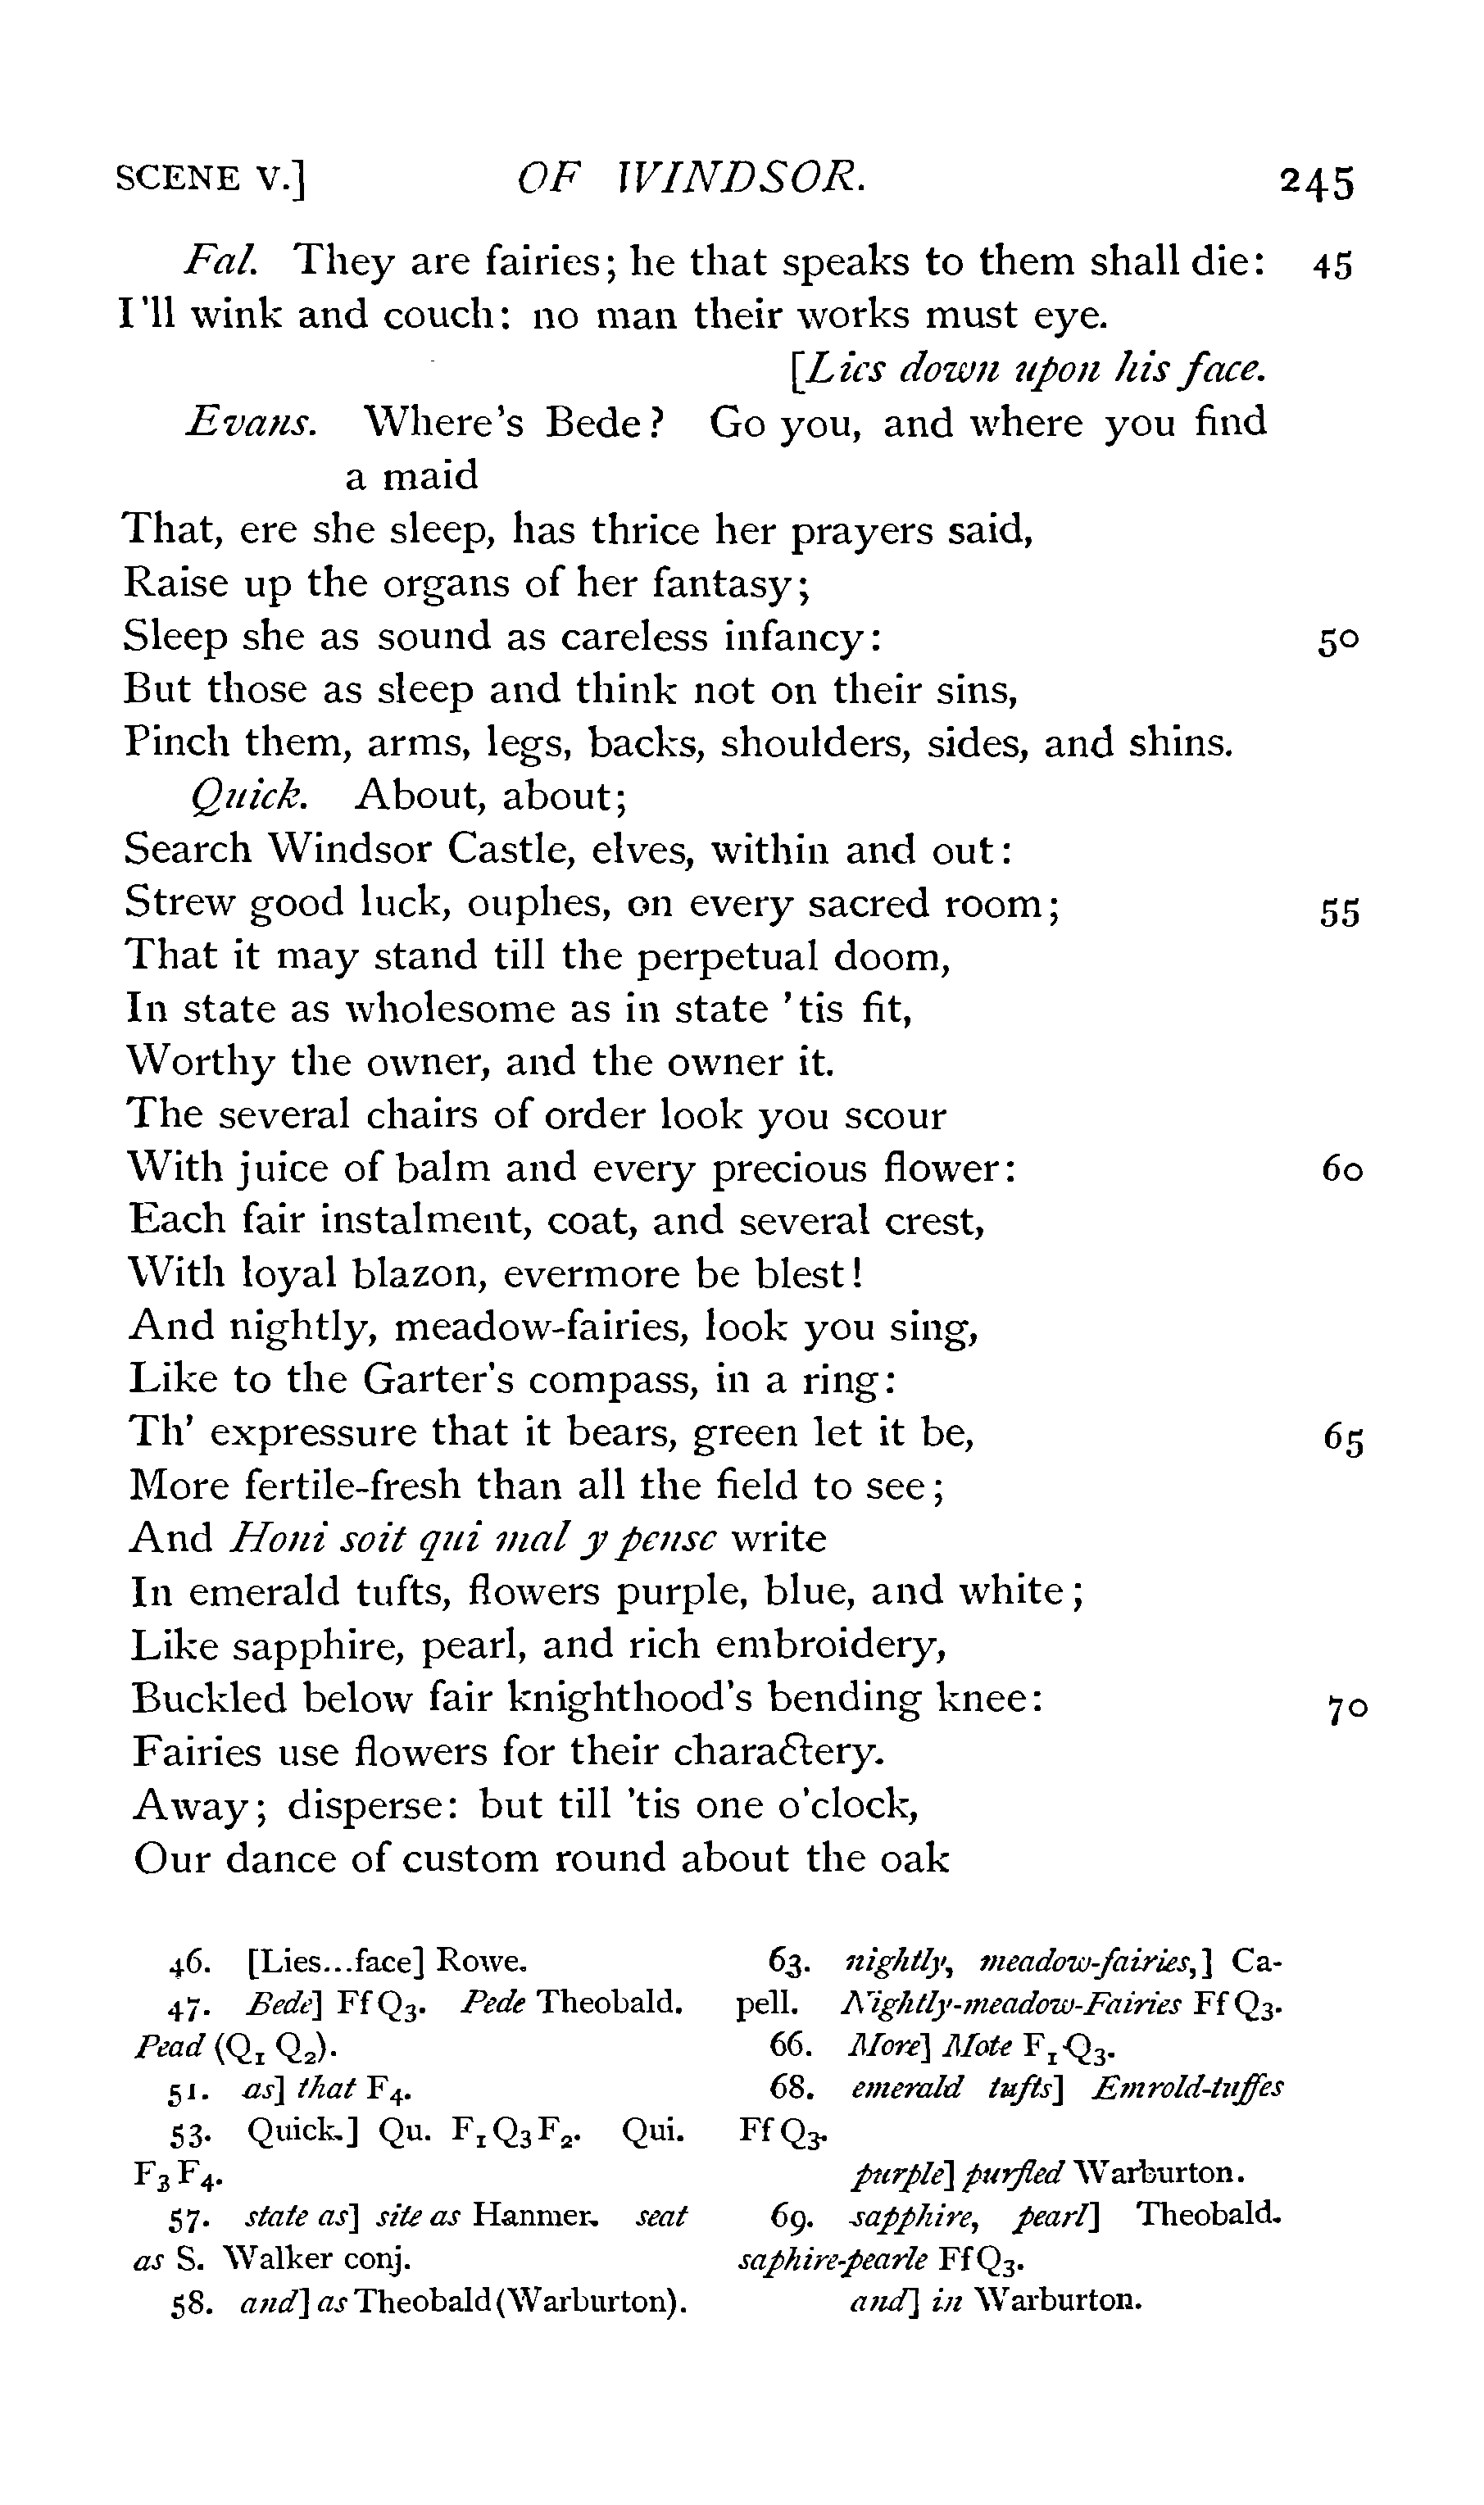 SCENE V.] OF WINDSOR. 245
Fal. They are fairies; he that speaks to them shall die: 45
I'll wink and couch: no man their works must eye.
[Lies down upon his face.
Evans. Where's Bede? Go you, and where you find
a maid
That, ere she sleep, has thrice her prayers said,
Raise up the organs of her fantasy;
Sleep she as sound as careless infancy: 50
But those as sleep and think not on their sins,
Pinch them, arms, legs, backs, shoulders, sides, and shins.
Quick. About, about;
Search Windsor Castle, elves, within and out:
Strew good luck, ouphes, on every sacred room; 55
That it may stand till the perpetual doom,
In state as wholesome as in state 'tis fit,
Worthy the owner, and the owner it.
The several chairs of order look you scour
With juice of balm and every precious flower: 60
Each fair instalment, coat, and several crest,
With loyal blazon, evermore be blest!
And nightly, meadow-fairies, look you sing,
Like to the Garter's compass, in a ring:
Th' expressure that it bears, green let it be, 65
More fertile-fresh than all the field to see;
And Honi soit qui mal y pense write
In emerald tufts, flowers purple, blue, and white;
Like sapphire, pearl, and rich embroidery,
Buckled below fair knighthood's bending knee: 70
Fairies use flowers for their charactery.
Away; disperse: but till 'tis one o'clock,
Our dance of custom round about the oak
46. [Lies...face] Rowe.
47. Bede] Ff Q3. Pede Theobald.
Pead (Q1 Q2).
51. as] that F4.
53. Quick.] Qu. F1 Q3 F2. Qui.
F3 F4.
57. state as] site as Hanmer. seat
as S. Walker conj.
58. and] as Theobald (Warburton).
63. nightly, meadow-fairies,] Ca-
pell. Nightly-meadow-Fairies Ff Q3.
66. More] Mote F1 Q3.
68. emerald tufts] Emrold-tuffes
Ff Q3.
purple] purfled Warburton.
69. sapphire, pearl] Theobald.
saphire-pearle Ff Q3.
and] in Warburton.